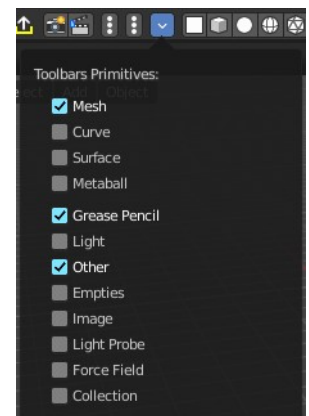 Toolbars Primitives:
Mesh
Curve
Surface
Metaball
Grease Pencil
Light
Other
Empties
Image
Light Probe
Force Field
Collection